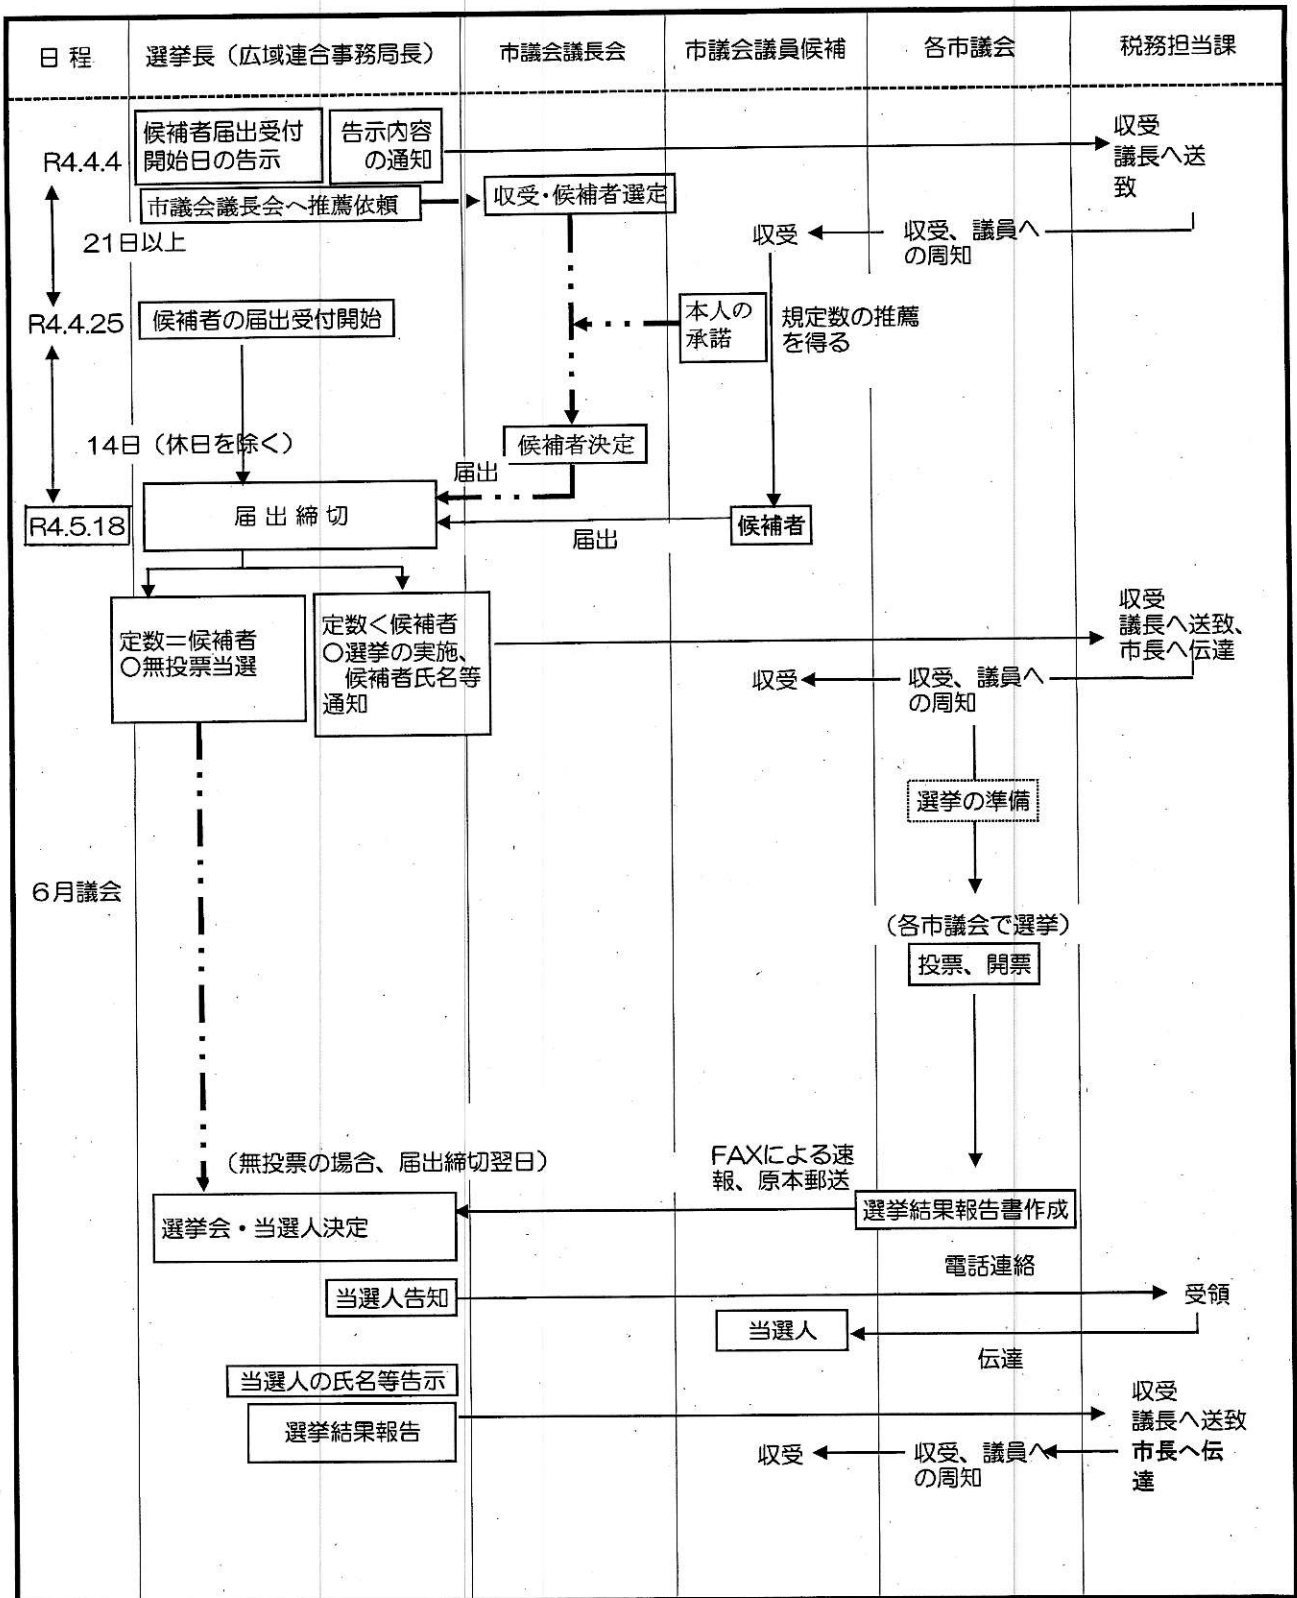 日 程
選挙長（広域連合事務局長）
市議会議長会
市議会議員候補
各市議会
税務担当課
R4.4.4
候補者届出受付
開始日の告示
告示内容
の通知
収受
議長へ送
致
市議会議長会へ推薦依頼
収受・候補者選定
収受
収受、議員へ
の周知
21日以上
R4.4.25
候補者の届出受付開始
本人の
承諾
規定数の推薦
を得る
14日（休日を除く）
候補者決定
届出
R4.5.18
届 出 締 切
届出
候補者
定数＝候補者
○無投票当選
定数＜候補者
○選挙の実施、
候補者氏名等
通知
収受
議長へ送致、
市長へ伝達
収受
収受、議員へ
の周知
選挙の準備
6月議会
（各市議会で選挙）
投票、開票
（無投票の場合、届出締切翌日）
FAXによる速
報、原本郵送
選挙会・当選人決定
選挙結果報告書作成
電話連絡
当選人告知
受領
当選人
伝達
当選人の氏名等告示
選挙結果報告
収受
議長へ送致
市長へ伝
達
収受
収受、議員へ
の周知